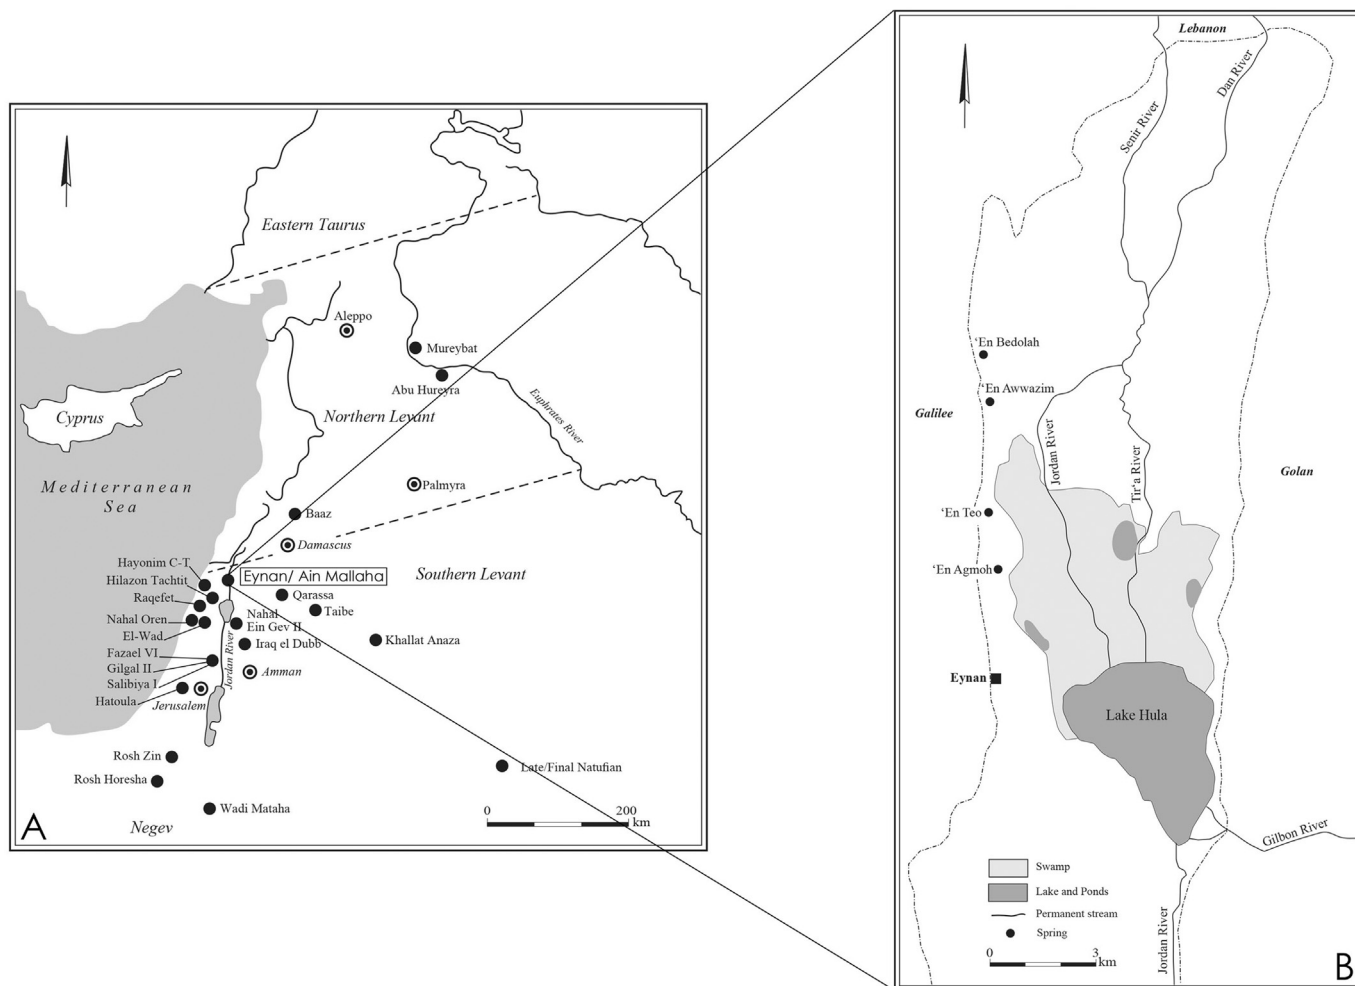 Eastern Taurus
Aleppo
Mureybat
Abu Hureyra
Cyprus
Northern Levant
Euphrates River
Mediterranean
Sea
Palmyra
Baaz
Damascus
Hayonim C-T
Eynan/ Ain Mallaha
Southern Levant
Hilazon Tachtit
Raqefet
Qarassa
Taibe
Nahal Oren
Nahal
Ein Gev II
El-Wad
Iraq el Dubb
Khallat Anaza
Fazael VI
Gilgal II
Jordan River
Amman
Salibiya I
Hatoula
Jerusalem
Rosh Zin
Late/Final Natufian
Rosh Horesha
Wadi Mataha
0 200
km
Negev
A
Lebanon
Senir River
Dan River
‘En Bedolah
‘En Awwazim
Galilee
Jordan River
Tir'a River
Golan
‘En Teo
‘En Agmoh
Eynan
Lake Hula
Gilbon River
Swamp
Lake and Ponds
Permanent stream
Spring
0 3
km
Jordan River
B